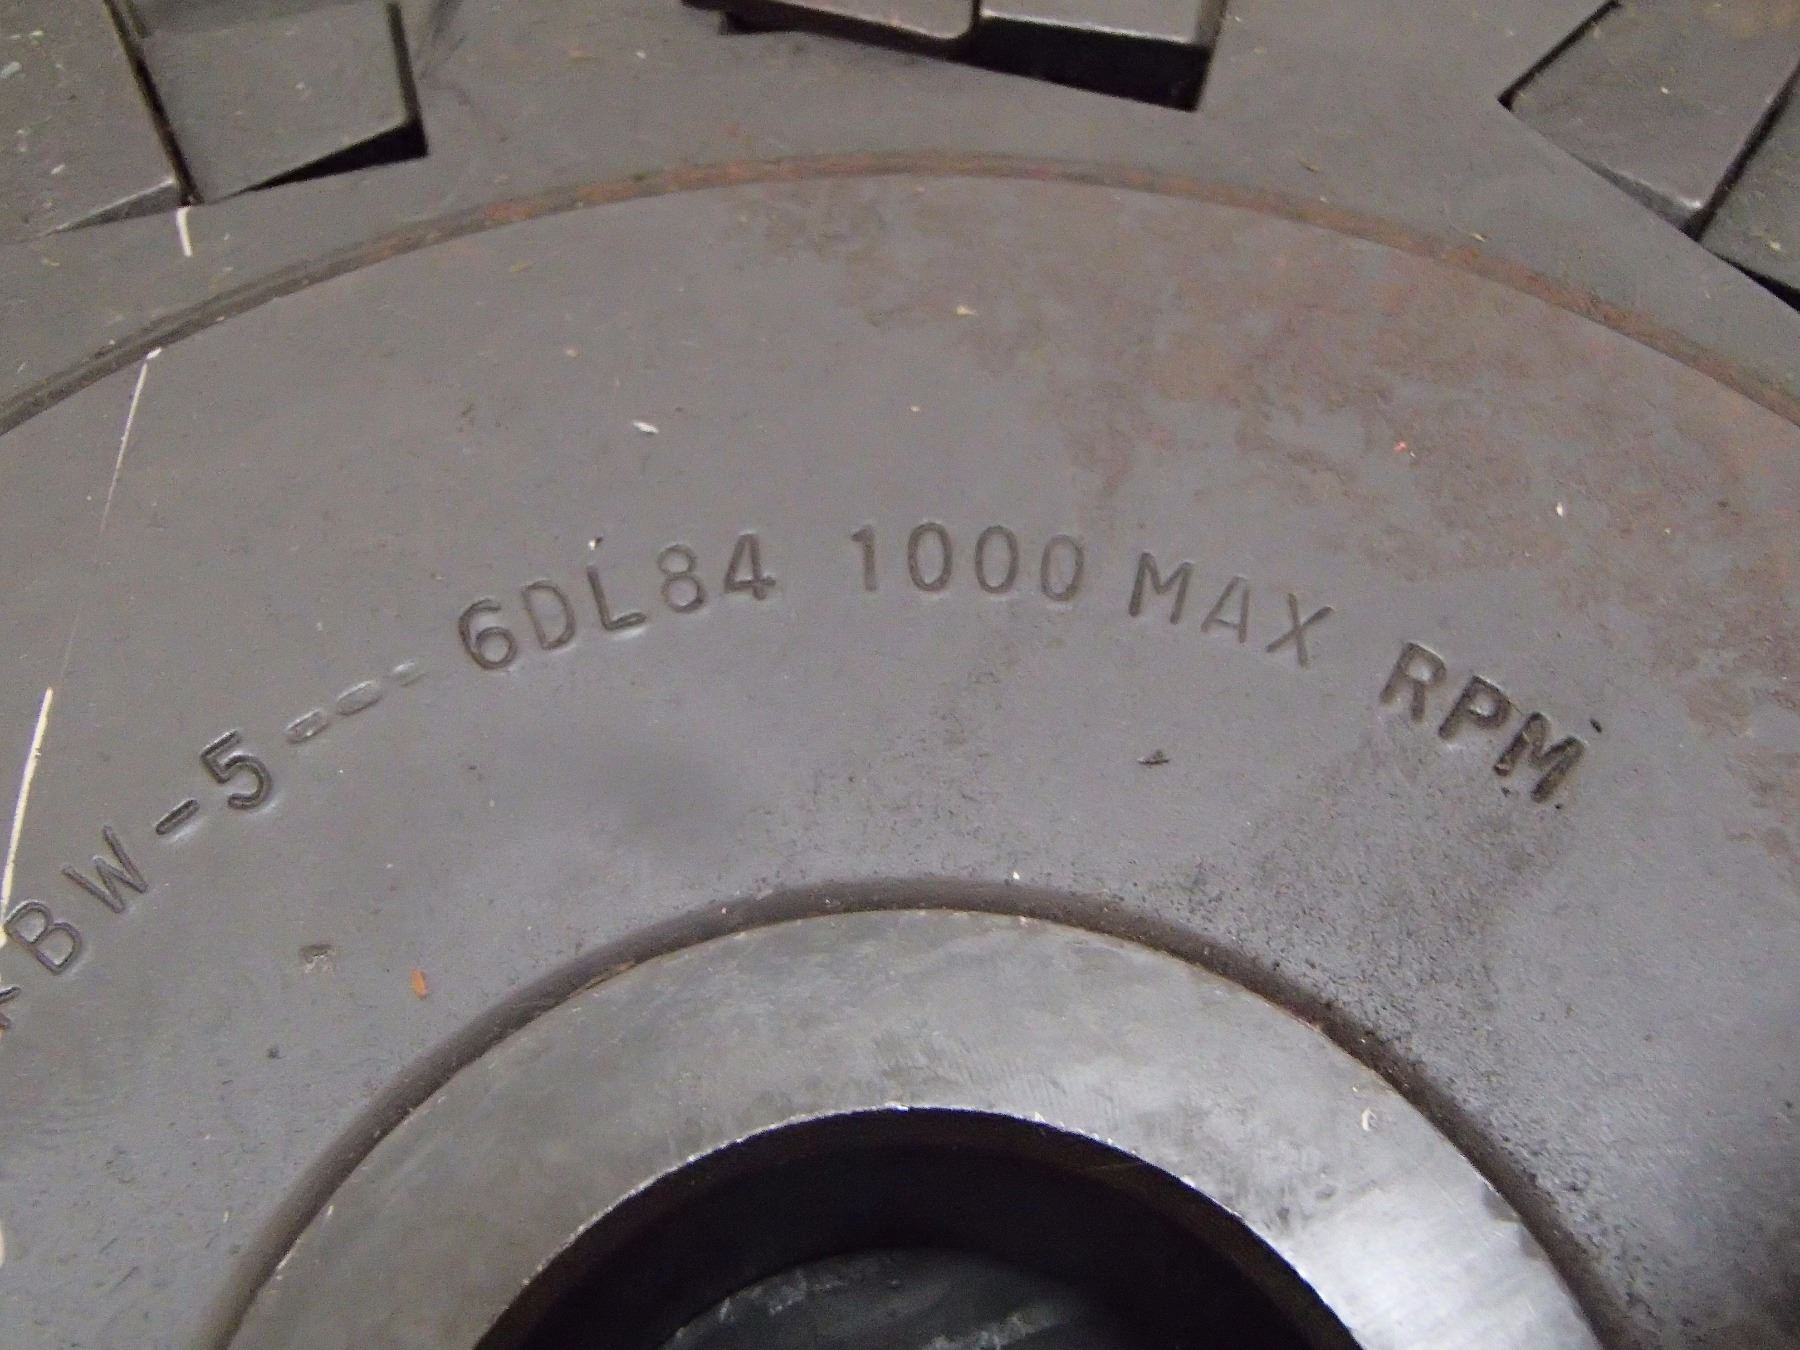 *BW-5---- 6DL84 1000 MAX RPM